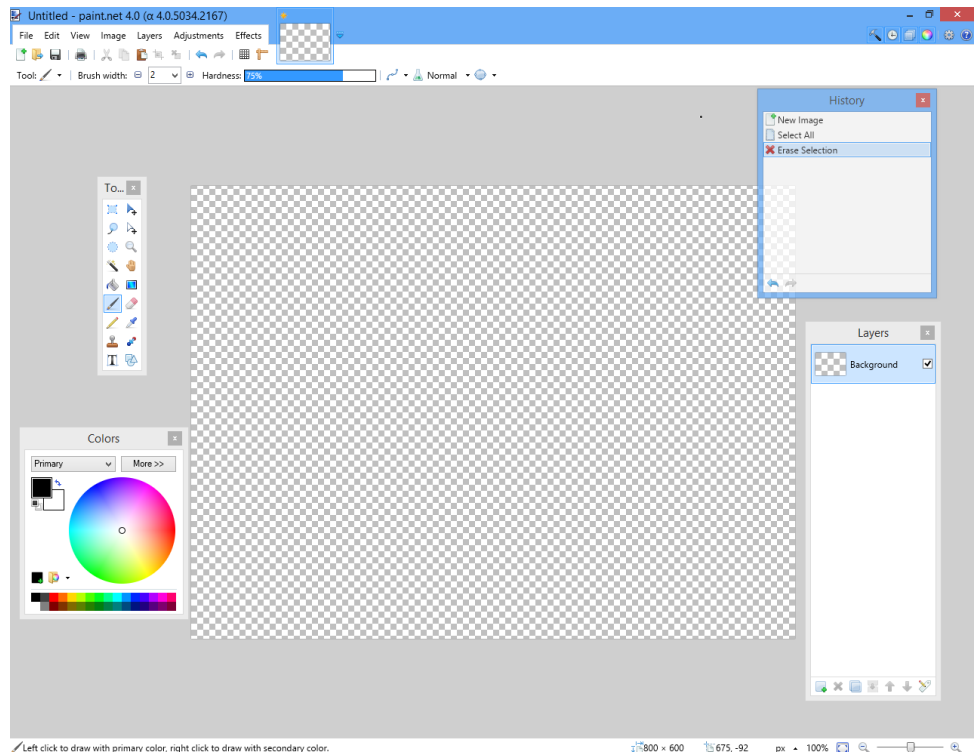 Untitled - paint.net 4.0 (α 4.0.5034.2167)
File Edit View Image Layers Adjustments Effects
Tool: Brush width: 2 Hardness: 75% Normal
History
New Image
Select All
Erase Selection
To...
T
Layers
Background
Colors
Primary More >>
Left click to draw with primary color, right click to draw with secondary color. 800 × 600 675, -92 px 100%